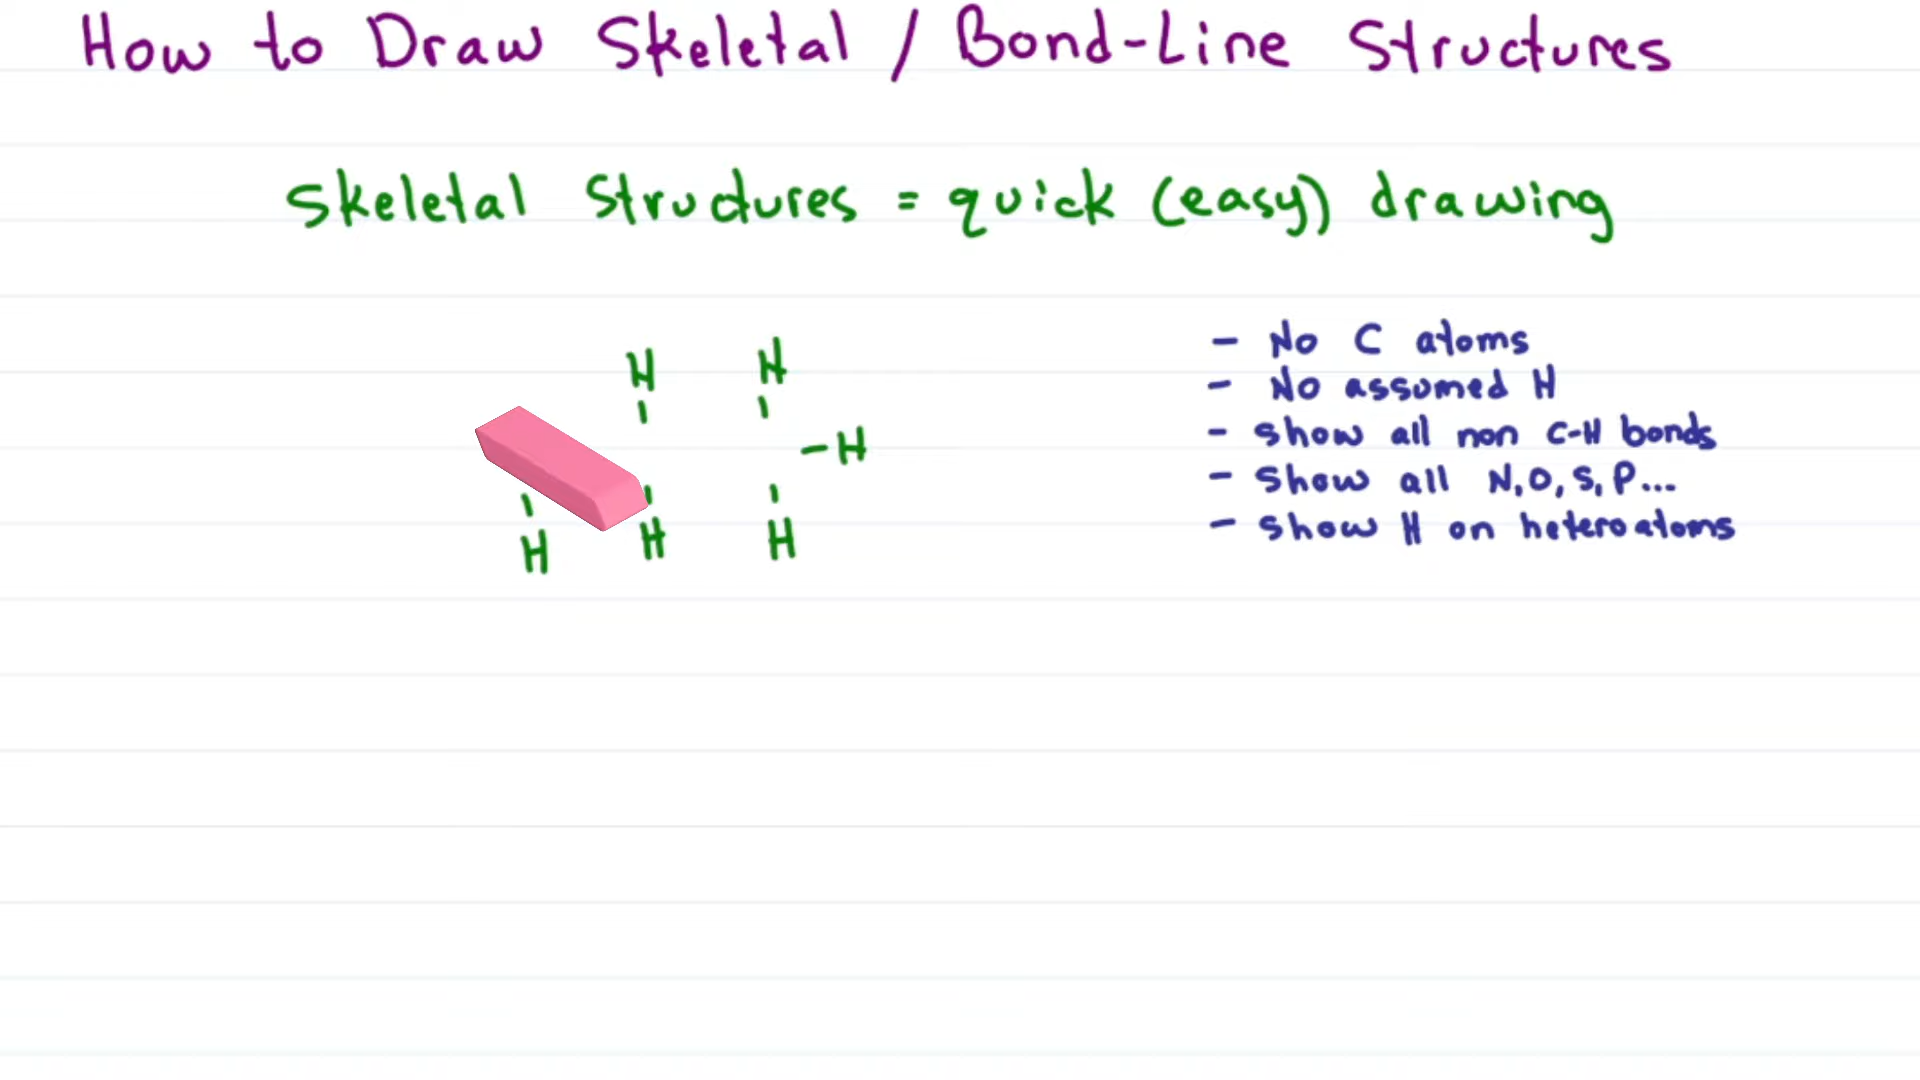 How to Draw Skeletal / Bond-Line Structures
Skeletal Structures = quick (easy) drawing
H H
- No C atoms
- No assumed H
-H
- Show all non C-H bonds
- Show all N, O, S, P...
- Show H on heteroatoms
H H H